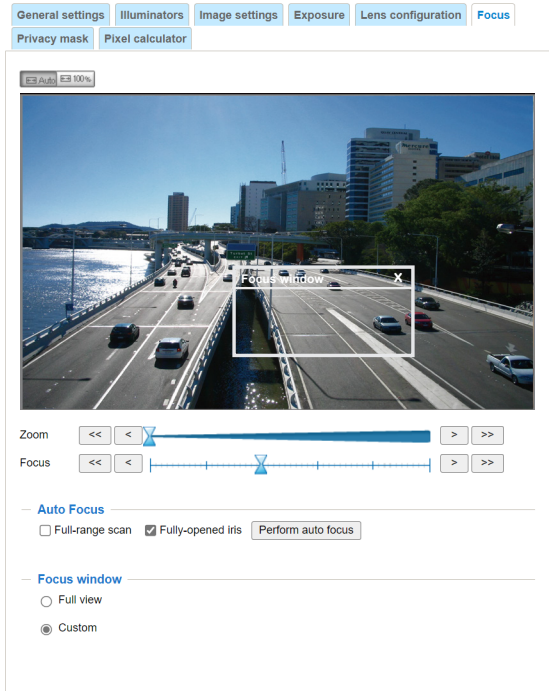 General settings Illuminators Image settings Exposure Lens configuration Focus
Privacy mask Pixel calculator
Auto 100%
Focus window X
Zoom << < > >>
Focus << < > >>
Auto Focus
Full-range scan Fully-opened iris Perform auto focus
Focus window
Full view
Custom